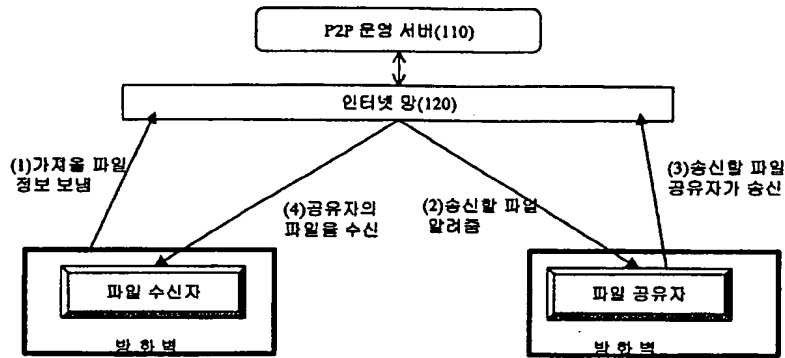 P2P 운영 서버(110)
인터넷 망(120)
(1)가져올 파일
정보 보냄
(3)송신할 파일
공유자가 송신
(4)공유자의
파일을 수신
(2)송신할 파일
알려줌
파일 수신자
파일 공유자
방 화 벽
방 화 벽